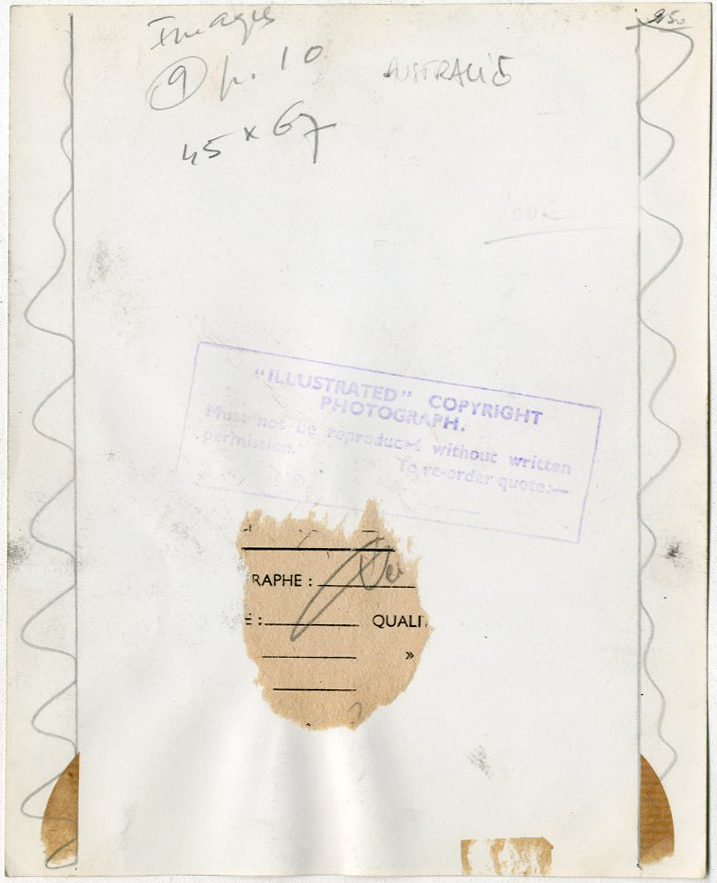 Images
9 p. 10
AUSTRALIE
45 x 67
"ILLUSTRATED" COPYRIGHT
PHOTOGRAPH.
Must not be reproduced without written
permission.
To re-order quote:—
RAPHE :
E :
QUALI
»